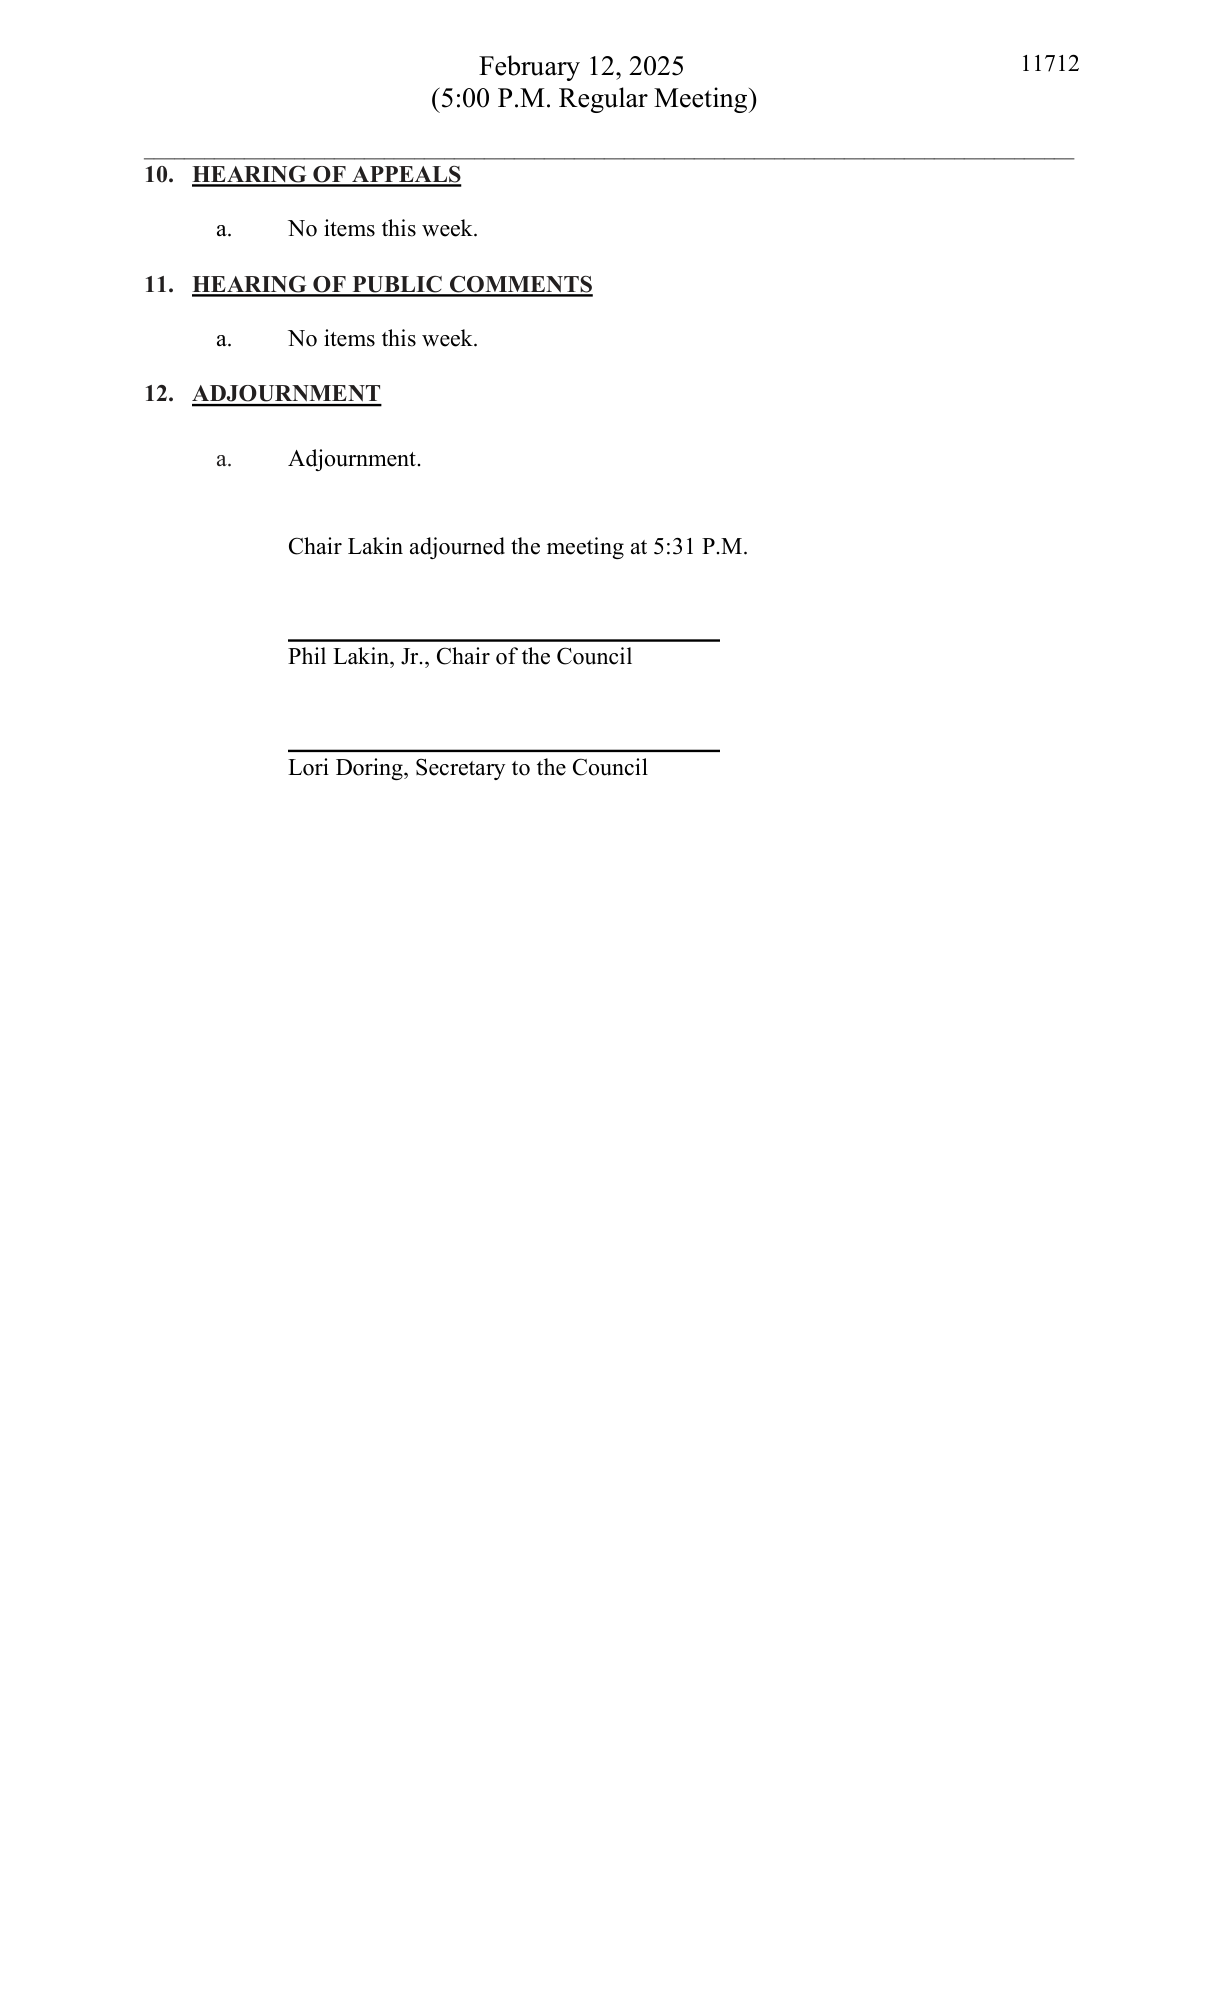 February 12, 2025
11712
(5:00 P.M. Regular Meeting)
10. HEARING OF APPEALS
a. No items this week.
11. HEARING OF PUBLIC COMMENTS
a. No items this week.
12. ADJOURNMENT
a. Adjournment.
Chair Lakin adjourned the meeting at 5:31 P.M.
Phil Lakin, Jr., Chair of the Council
Lori Doring, Secretary to the Council